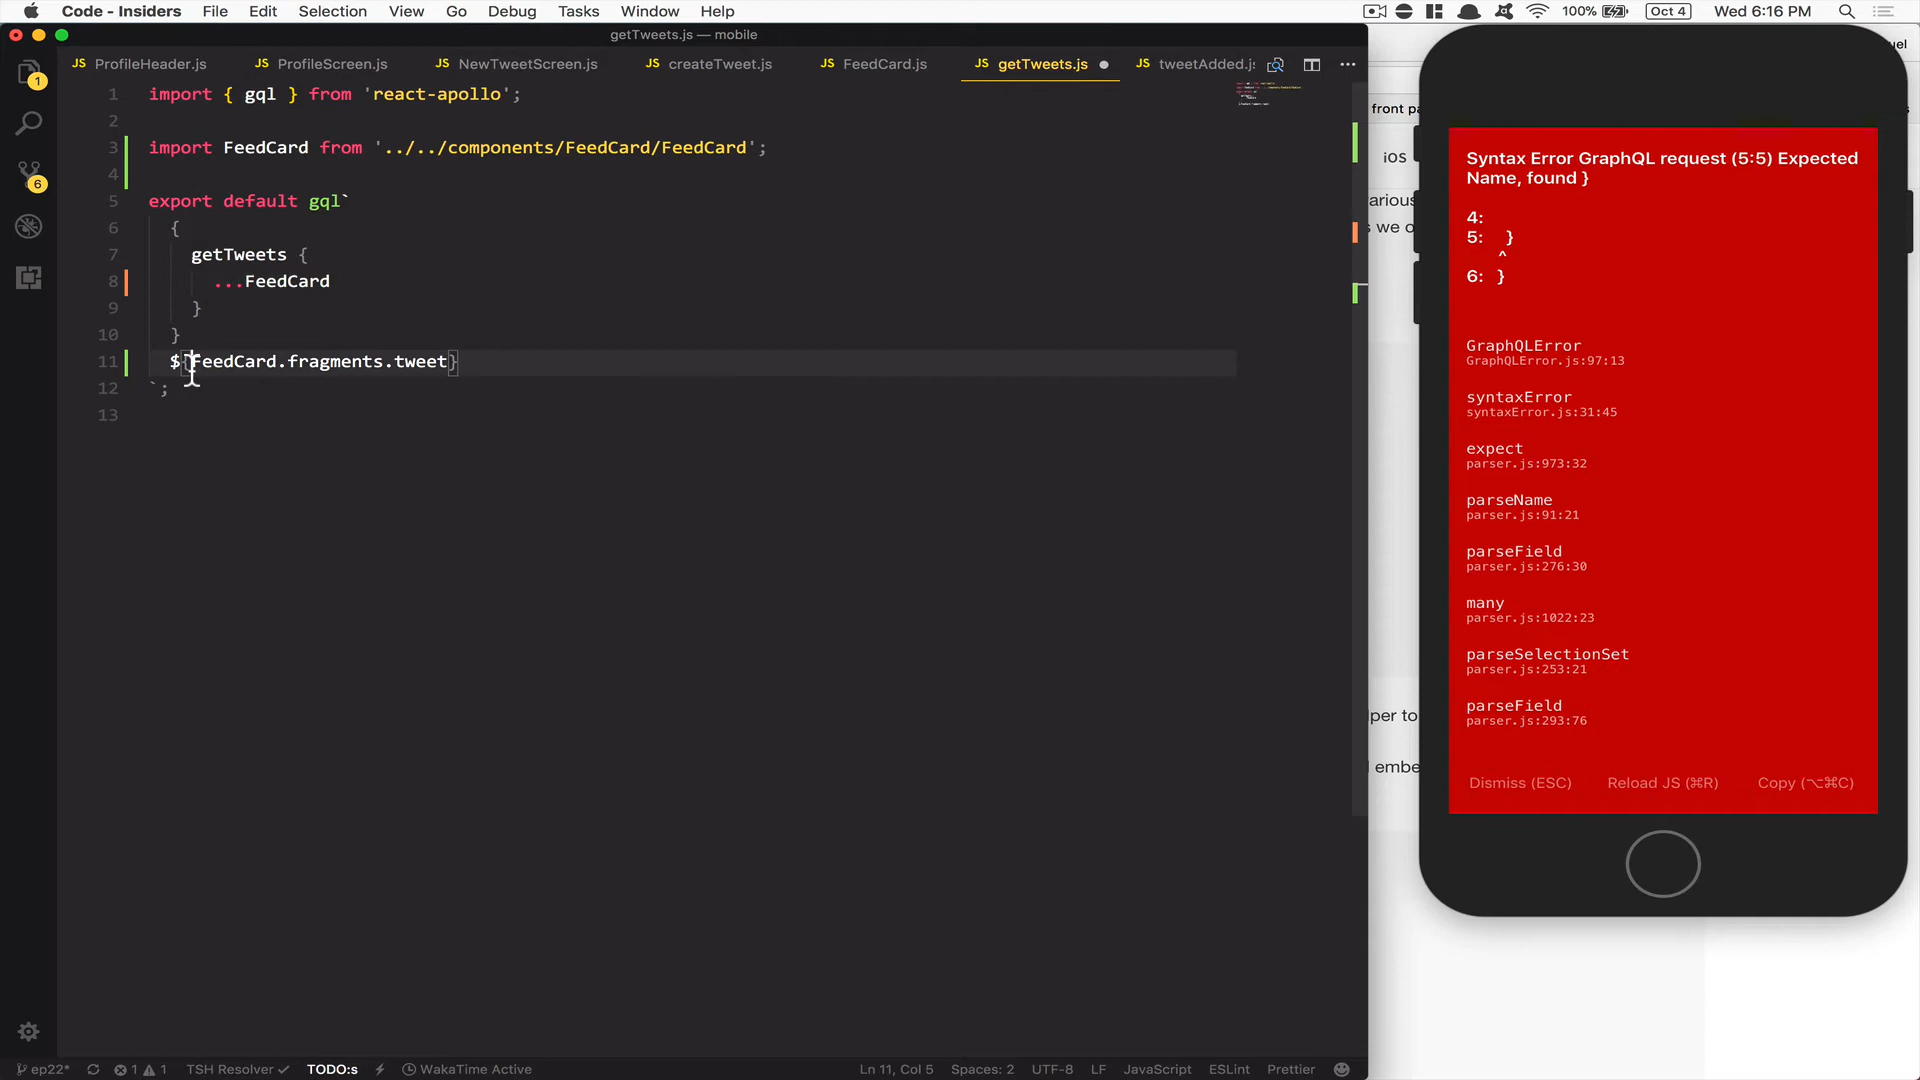 Code - Insiders File Edit Selection View Go Debug Tasks Window Help 100% Oct 4 Wed 6:16 PM
getTweets.js — mobile
JS ProfileHeader.js JS ProfileScreen.js JS NewTweetScreen.js JS createTweet.js JS FeedCard.js JS getTweets.js JS tweetAdded.js
1 import { gql } from 'react-apollo';
2
3 import FeedCard from '../../components/FeedCard/FeedCard';
4
5 export default gql`
6 {
7 getTweets {
8 ...FeedCard
9 }
10 }
11 ${FeedCard.fragments.tweet}
12 `;
13
1
6
ep22* 1 1 TSH Resolver TODO:s WakaTime Active Ln 11, Col 5 Spaces: 2 UTF-8 LF JavaScript ESLint Prettier
uel
front pa
ios
arious
s we o
lper to
l embe
Syntax Error GraphQL request (5:5) Expected
Name, found }
4:
5: }
^
6: }
GraphQLError
GraphQLError.js:97:13
syntaxError
syntaxError.js:31:45
expect
parser.js:973:32
parseName
parser.js:91:21
parseField
parser.js:276:30
many
parser.js:1022:23
parseSelectionSet
parser.js:253:21
parseField
parser.js:293:76
Dismiss (ESC) Reload JS (⌘R) Copy (⌥⌘C)